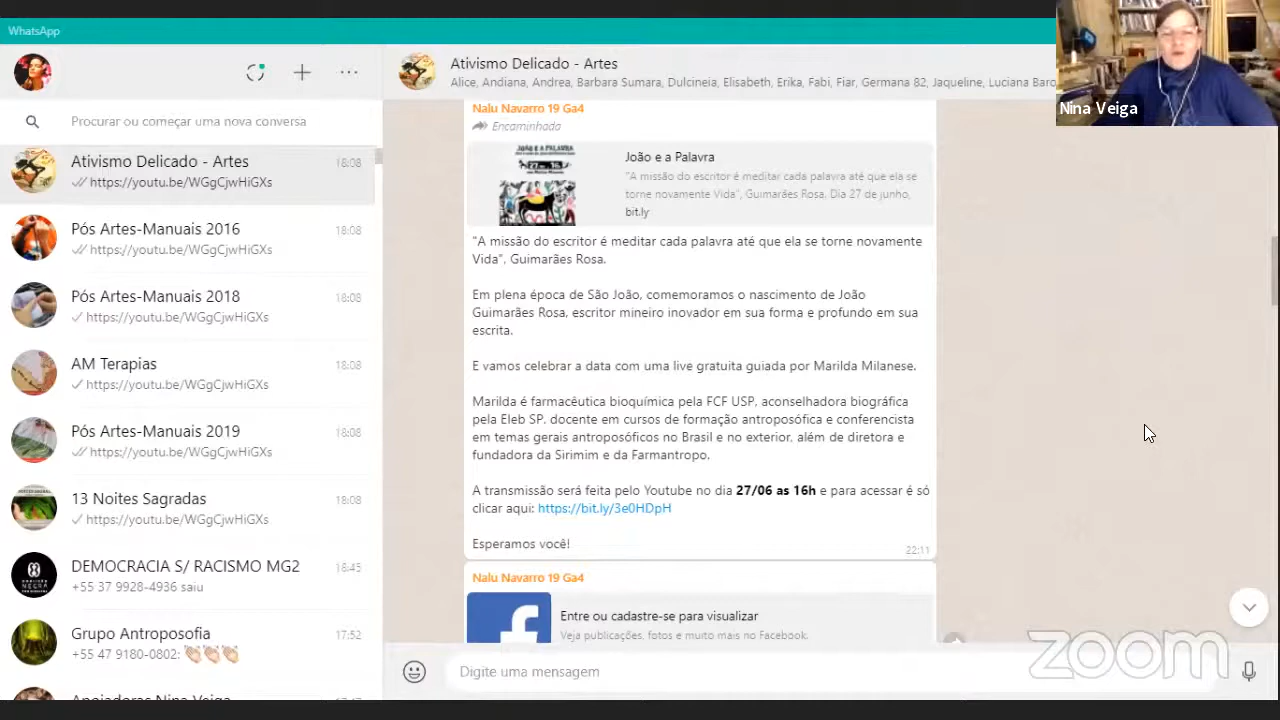 WhatsApp
Procurar ou começar uma nova conversa
Ativismo Delicado - Artes
18:08
https://youtu.be/WGgCjwHiGXs
Pós Artes-Manuais 2016
18:08
https://youtu.be/WGgCjwHiGXs
Pós Artes-Manuais 2018
18:08
https://youtu.be/WGgCjwHiGXs
AM Terapias
18:08
https://youtu.be/WGgCjwHiGXs
Pós Artes-Manuais 2019
18:08
https://youtu.be/WGgCjwHiGXs
13 Noites Sagradas
18:08
https://youtu.be/WGgCjwHiGXs
DEMOCRACIA S/ RACISMO MG2
18:45
+55 37 9928-4936 saiu
Grupo Antroposofia
17:52
+55 47 9180-0802: 👏🏼👏🏼👏🏼
Apoiadoras Nina Veiga
Ativismo Delicado - Artes
Alice, Andiana, Andrea, Barbara Sumara, Dulcineia, Elisabeth, Erika, Fabi, Fiar, Germana 82, Jaqueline, Luciana Baro
Nalu Navarro 19 Ga4
Encaminhada
JOÃO E A PALAVRA
João e a Palavra
"A missão do escritor é meditar cada palavra até que ela se
torne novamente Vida", Guimarães Rosa. Dia 27 de junho,
bit.ly
"A missão do escritor é meditar cada palavra até que ela se torne novamente
Vida", Guimarães Rosa.
Em plena época de São João, comemoramos o nascimento de João
Guimarães Rosa, escritor mineiro inovador em sua forma e profundo em sua
escrita.
E vamos celebrar a data com uma live gratuita guiada por Marilda Milanese.
Marilda é farmacêutica bioquímica pela FCF USP, aconselhadora biográfica
pela Eleb SP, docente em cursos de formação antroposófica e conferencista
em temas gerais antroposóficos no Brasil e no exterior, além de diretora e
fundadora da Sirimim e da Farmantropo.
A transmissão será feita pelo Youtube no dia 27/06 as 16h e para acessar é só
clicar aqui: https://bit.ly/3e0HDpH
Esperamos você!
22:11
Nalu Navarro 19 Ga4
Entre ou cadastre-se para visualizar
Veja publicações, fotos e muito mais no Facebook.
Digite uma mensagem
Nina Veiga
zoom